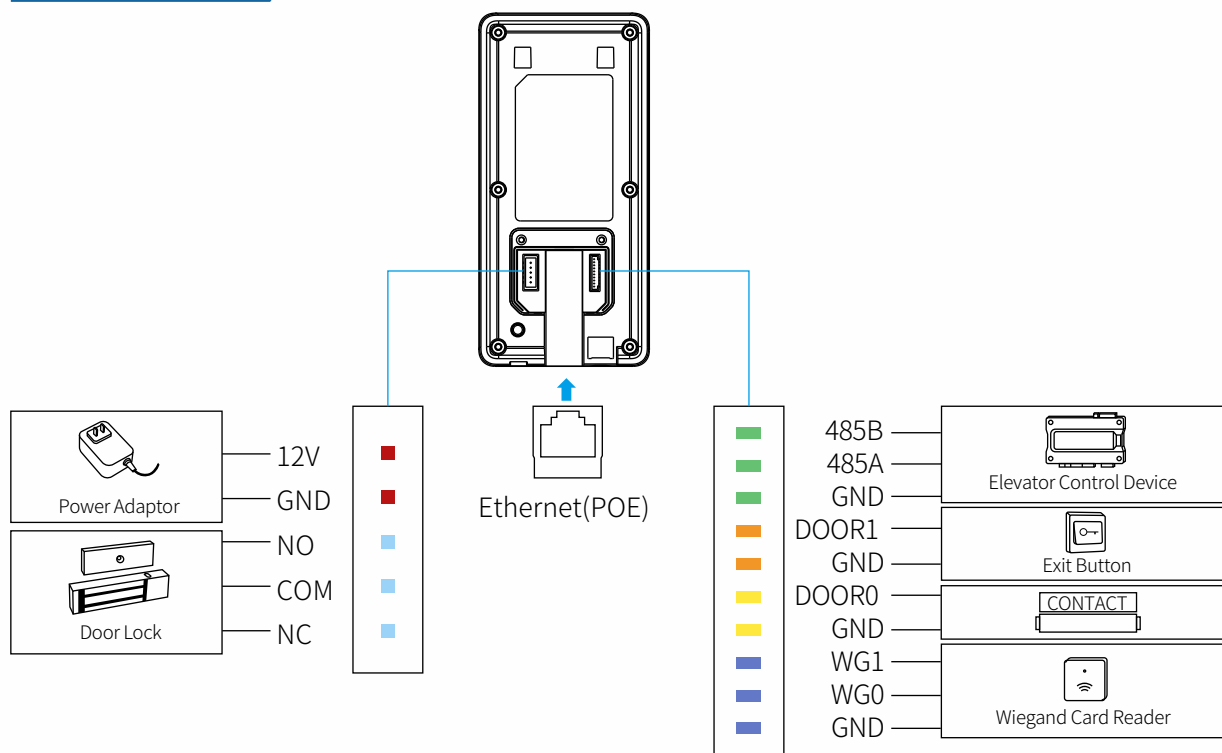 12V
GND
Power Adaptor
NO
COM
NC
Door Lock
Ethernet(POE)
485B
485A
GND
Elevator Control Device
DOOR1
GND
Exit Button
DOOR0
GND
CONTACT
WG1
WG0
GND
Wiegand Card Reader